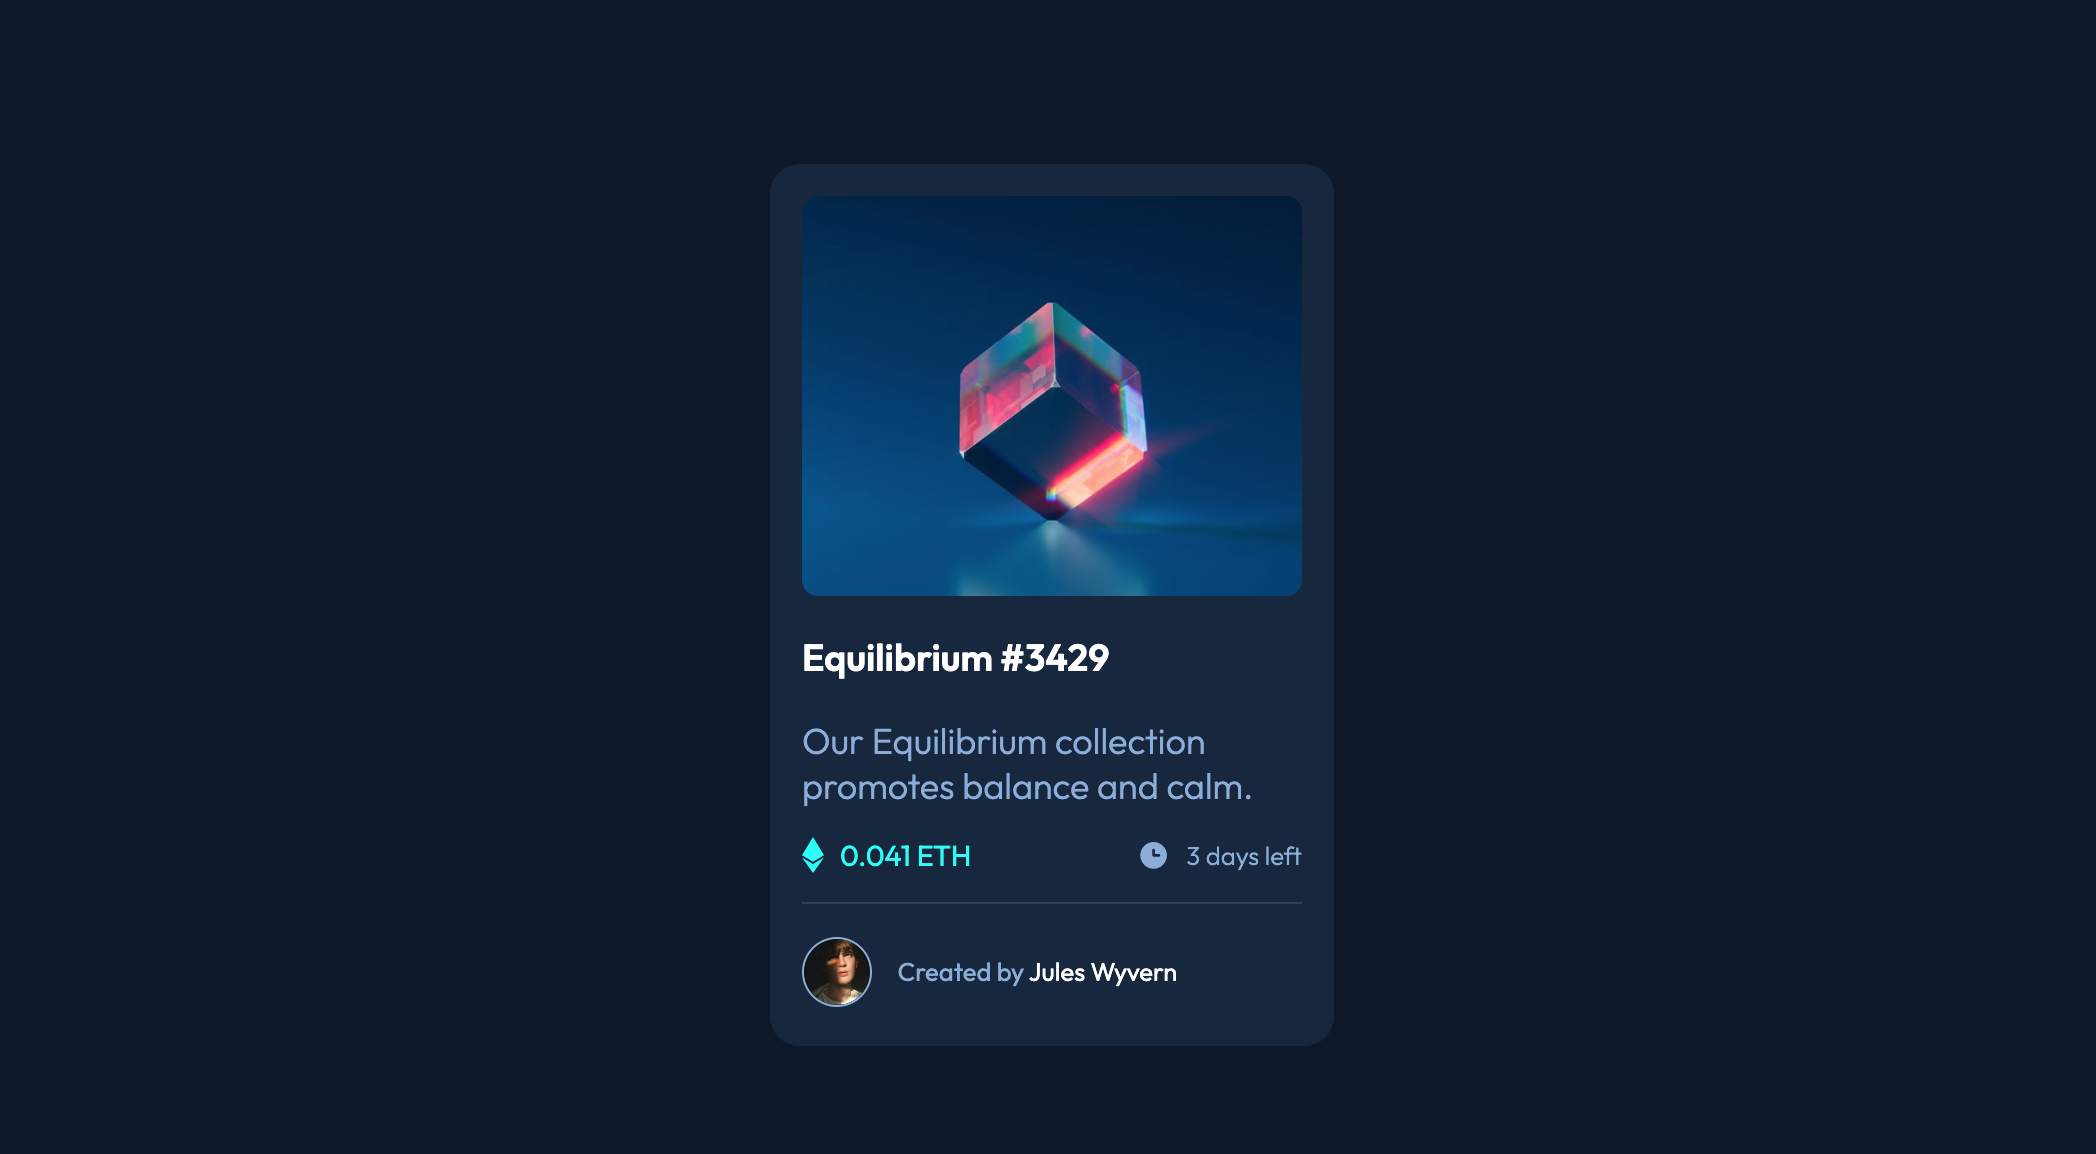 Equilibrium #3429
Our Equilibrium collection
promotes balance and calm.
0.041 ETH
3 days left
Created by Jules Wyvern